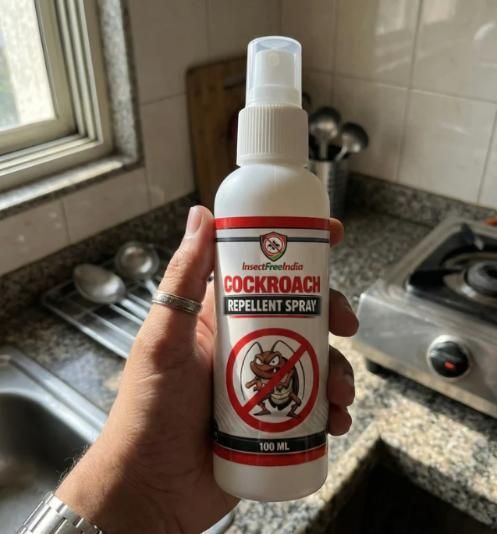 InsectFreeIndia
COCKROACH
REPELLENT SPRAY
100 ML